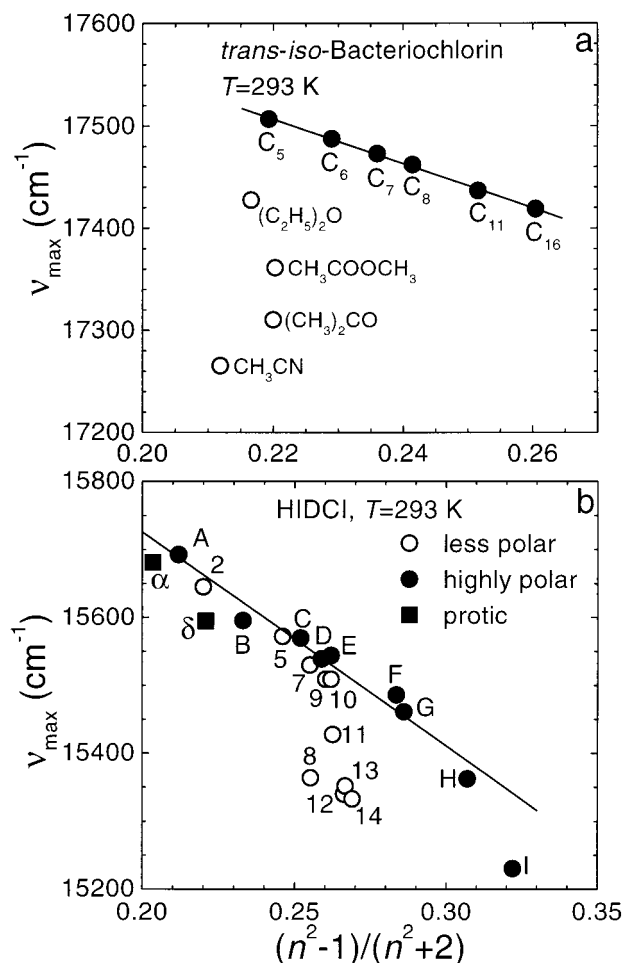 17600
17500
17400
17300
17200
ν_max (cm⁻¹)
trans-iso-Bacteriochlorin
a
T=293 K
C₅
C₆
C₇
C₈
C₁₁
C₁₆
(C₂H₅)₂O
CH₃COOCH₃
(CH₃)₂CO
CH₃CN
0.20
0.22
0.24
0.26
15800
15600
15400
15200
ν_max (cm⁻¹)
HIDCI, T=293 K
b
less polar
highly polar
protic
A
2
α
δ
B
5
C
D
E
7
9
10
F
G
11
8
13
12
14
H
I
0.20
0.25
0.30
0.35
(n²-1)/(n²+2)